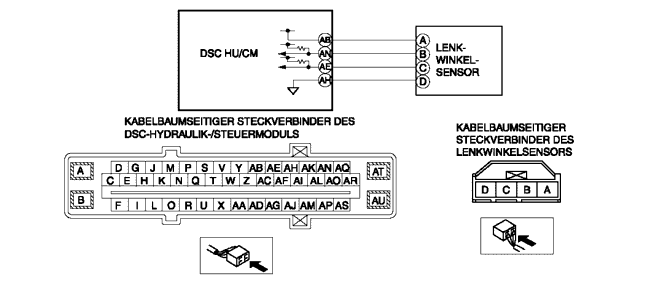 DSC HU/CM
AB
AN
AE
AH
A
B
C
D
LENK-
WINKEL-
SENSOR
KABELBAUMSEITIGER STECKVERBINDER DES
DSC-HYDRAULIK-/STEUERMODULS
KABELBAUMSEITIGER
STECKVERBINDER DES
LENKWINKELSENSORS
A D G J M P S V Y AB AE AH AK AN AQ AT
C E H K N Q T W Z AC AF AI AL AO AR
B F I L O R U X AA AD AG AJ AM AP AS AU
D C B A